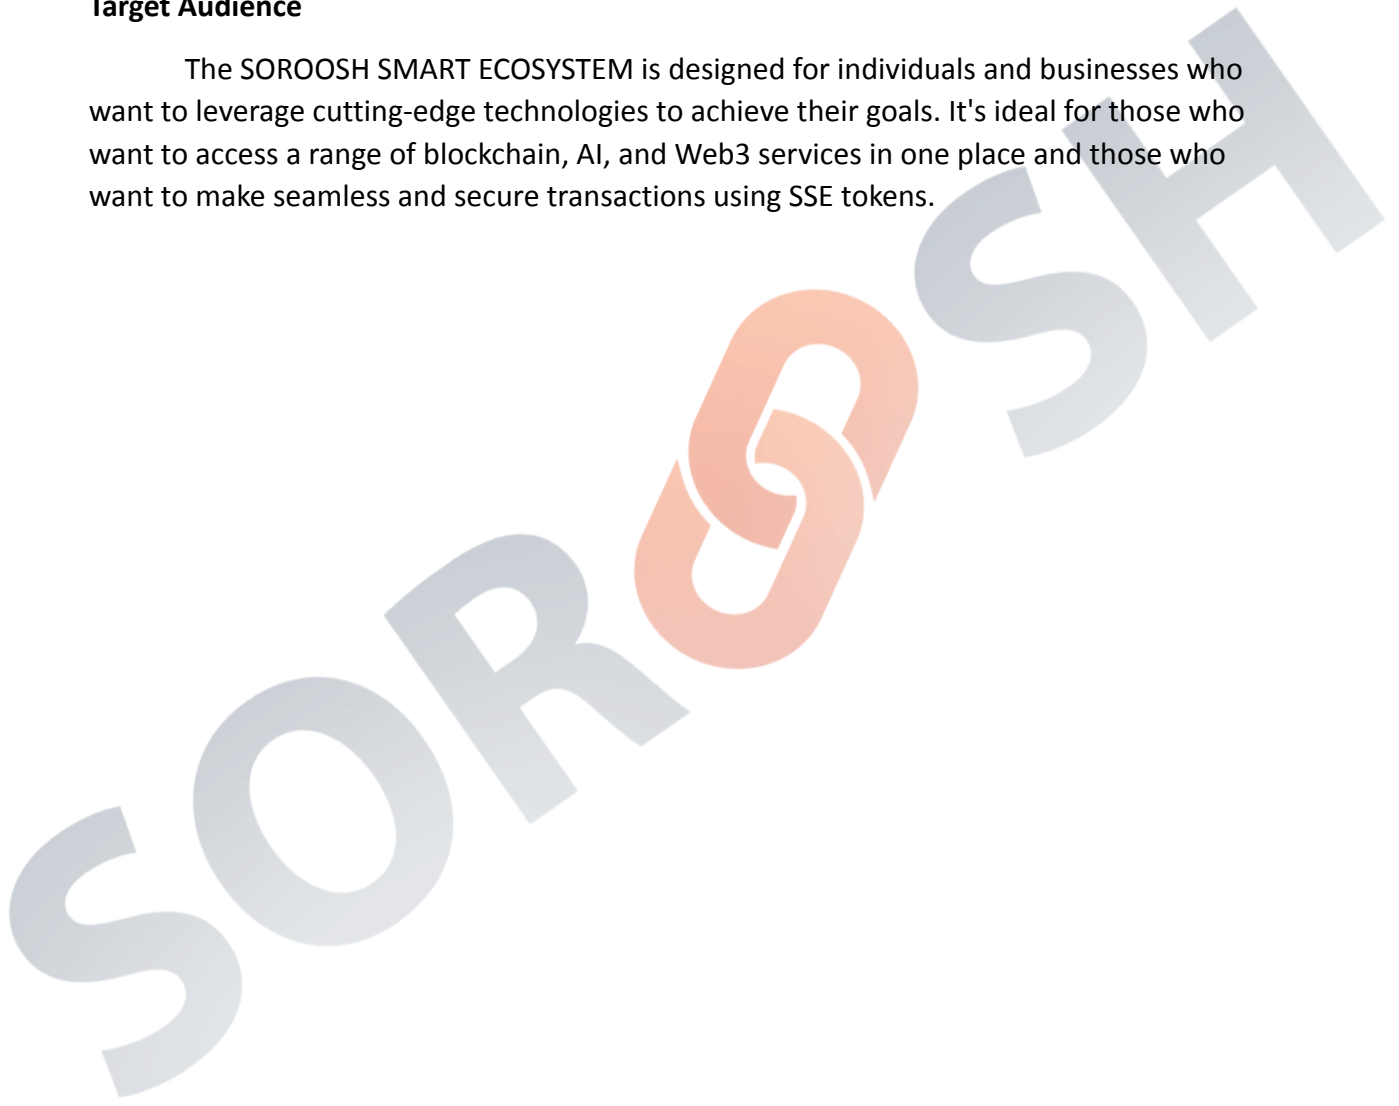 Target Audience
The SOROOSH SMART ECOSYSTEM is designed for individuals and businesses who
want to leverage cutting-edge technologies to achieve their goals. It's ideal for those who
want to access a range of blockchain, AI, and Web3 services in one place and those who
want to make seamless and secure transactions using SSE tokens.
SOROOSH